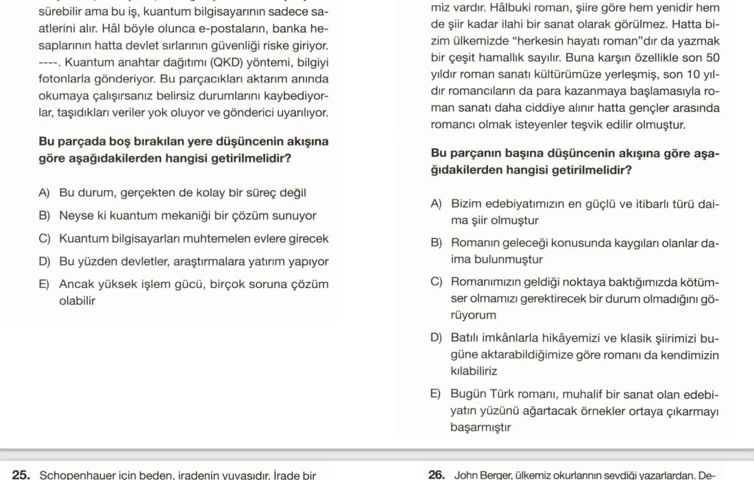 sürebilir ama bu iş, kuantum bilgisayarının sadece sa-
atlerini alır. Hâl böyle olunca e-postaların, banka he-
saplarının hatta devlet sırlarının güvenliği riske giriyor.
----. Kuantum anahtar dağıtımı (QKD) yöntemi, bilgiyi
fotonlarla gönderiyor. Bu parçacıkları aktarım anında
okumaya çalışırsanız belirsiz durumlarını kaybediyor-
lar, taşıdıkları veriler yok oluyor ve gönderici uyarılıyor.
Bu parçada boş bırakılan yere düşüncenin akışına
göre aşağıdakilerden hangisi getirilmelidir?
A) Bu durum, gerçekten de kolay bir süreç değil
B) Neyse ki kuantum mekaniği bir çözüm sunuyor
C) Kuantum bilgisayarları muhtemelen evlere girecek
D) Bu yüzden devletler, araştırmalara yatırım yapıyor
E) Ancak yüksek işlem gücü, birçok soruna çözüm
olabilir
25. Schopenhauer için beden, iradenin yuvasıdır. İrade bir
miz vardır. Hâlbuki roman, şiire göre hem yenidir hem
de şiir kadar ilahi bir sanat olarak görülmez. Hatta bi-
zim ülkemizde “herkesin hayatı roman”dır da yazmak
bir çeşit hamallık sayılır. Buna karşın özellikle son 50
yıldır roman sanatı kültürümüze yerleşmiş, son 10 yıl-
dır romancıların da para kazanmaya başlamasıyla ro-
man sanatı daha ciddiye alınır hatta gençler arasında
romancı olmak isteyenler teşvik edilir olmuştur.
Bu parçanın başına düşüncenin akışına göre aşa-
ğıdakilerden hangisi getirilmelidir?
A) Bizim edebiyatımızın en güçlü ve itibarlı türü dai-
ma şiir olmuştur
B) Romanın geleceği konusunda kaygıları olanlar da-
ima bulunmuştur
C) Romanımızın geldiği noktaya baktığımızda kötüm-
ser olmamızı gerektirecek bir durum olmadığını gö-
rüyorum
D) Batılı imkânlarla hikâyemizi ve klasik şiirimizi bu-
güne aktarabildiğimize göre romanı da kendimizin
kılabiliriz
E) Bugün Türk romanı, muhalif bir sanat olan edebi-
yatın yüzünü ağartacak örnekler ortaya çıkarmayı
başarmıştır
26. John Berger, ülkemiz okurlarının sevdiği yazarlardan. De-